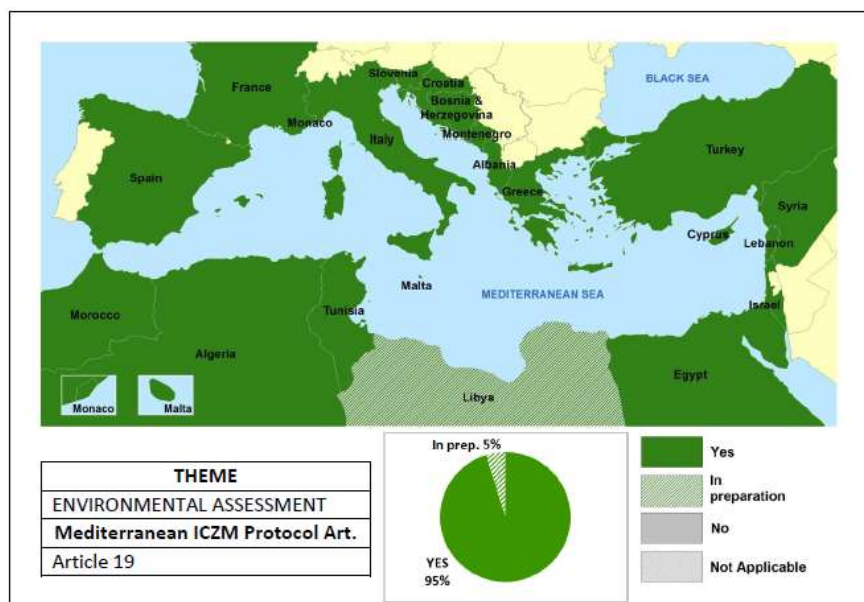 BLACK SEA
Slovenia
Croatia
France
Bosnia &
Herzegovina
Monaco
Italy
Montenegro
Turkey
Albania
Spain
Greece
Syria
Cyprus
Lebanon
Malta
MEDITERRANEAN SEA
Israel
Morocco
Tunisia
Algeria
Egypt
Libya
Monaco
Malta
THEME
ENVIRONMENTAL ASSESSMENT
Mediterranean ICZM Protocol Art.
Article 19
In prep. 5%
YES
95%
Yes
In
preparation
No
Not Applicable